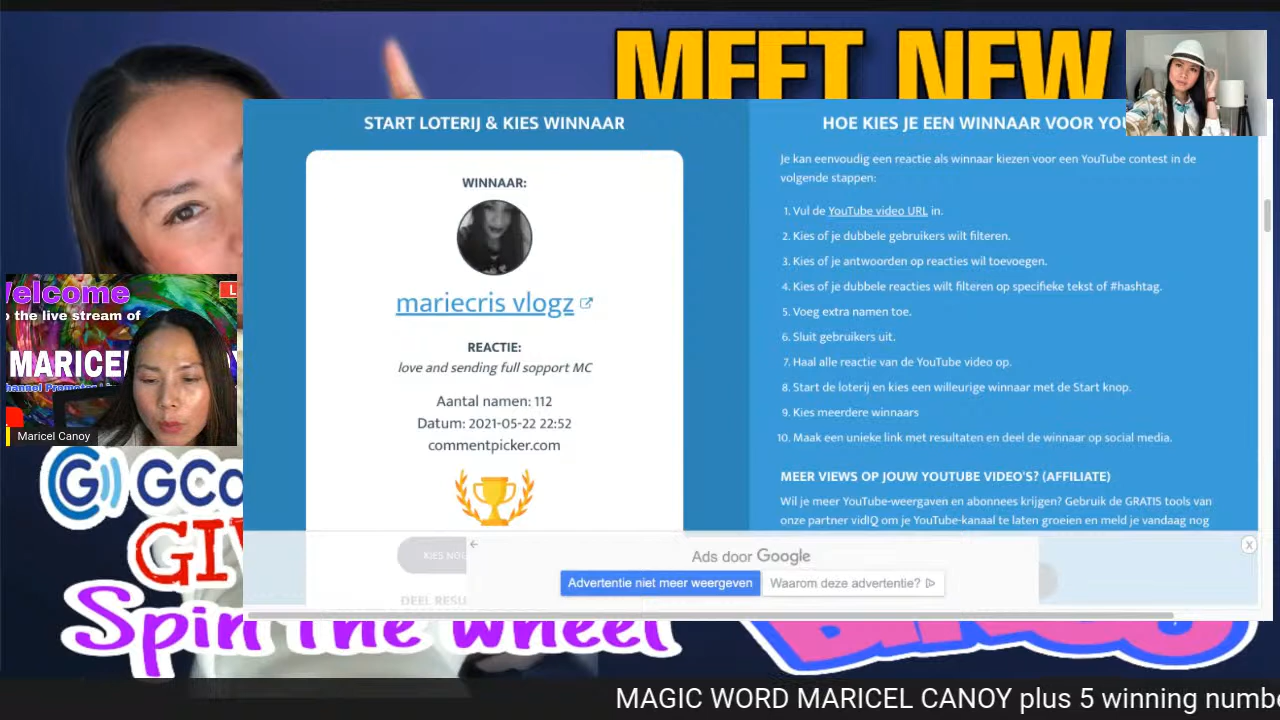 MEET NEW
START LOTERIJ & KIES WINNAAR
WINNAAR:
mariecris vlogz
REACTIE:
love and sending full sopport MC
Aantal namen: 112
Datum: 2021-05-22 22:52
commentpicker.com
KIES NO
DEEL RESU
HOE KIES JE EEN WINNAAR VOOR YOU
Je kan eenvoudig een reactie als winnaar kiezen voor een YouTube contest in de
volgende stappen:
1. Vul de YouTube video URL in.
2. Kies of je dubbele gebruikers wilt filteren.
3. Kies of je antwoorden op reacties wil toevoegen.
4. Kies of je dubbele reacties wilt filteren op specifieke tekst of #hashtag.
5. Voeg extra namen toe.
6. Sluit gebruikers uit.
7. Haal alle reactie van de YouTube video op.
8. Start de loterij en kies een willeurige winnaar met de Start knop.
9. Kies meerdere winnaars
10. Maak een unieke link met resultaten en deel de winnaar op social media.
MEER VIEWS OP JOUW YOUTUBE VIDEO'S? (AFFILIATE)
Wil je meer YouTube-weergaven en abonnees krijgen? Gebruik de GRATIS tools van
onze partner vidIQ om je YouTube-kanaal te laten groeien en meld je vandaag nog
Ads door Google
Advertentie niet meer weergeven
Waarom deze advertentie?
X
Welcome
o the live stream of
MARICEL
L
Maricel Canoy
GCa
GI
Spin the wheel
MAGIC WORD MARICEL CANOY plus 5 winning numbe